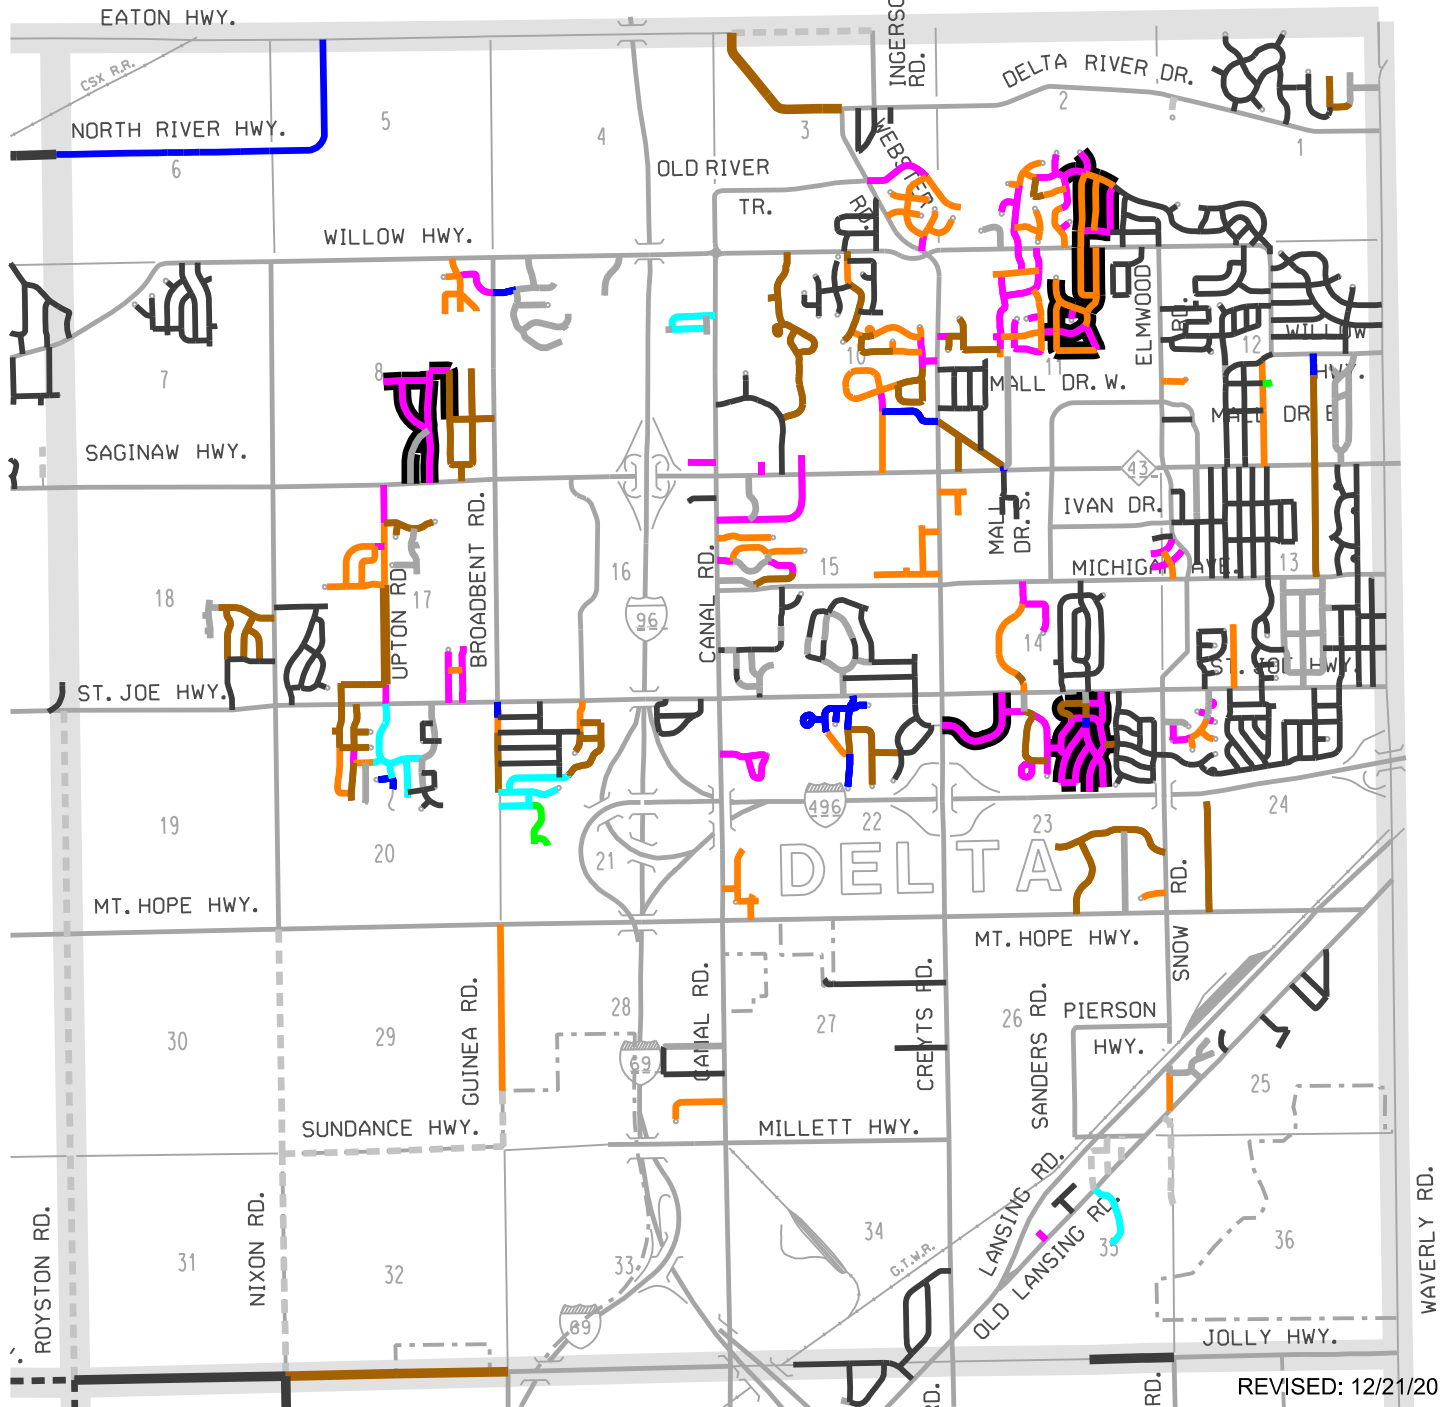 EATON HWY.
CSX R.R.
NORTH RIVER HWY.
INGERSO
RD.
DELTA RIVER DR.
5
4
3
2
1
6
OLD RIVER
TR.
WEBSTER
RD.
WILLOW HWY.
ELMWOOD
RD.
WILLOW
HWY.
7
8
10
11
12
MALL DR. W.
MALL DR E
SAGINAW HWY.
43
IVAN DR.
MALL
DR. S.
MICHIGAN AVE.
BROADBENT RD.
CANAL RD.
UPTON RD.
18
17
16
15
14
13
96
ST. JOE HWY.
ST. JOE HWY.
19
20
21
22
23
24
496
DELTA
MT. HOPE HWY.
MT. HOPE HWY.
SNOW
RD.
GUINEA RD.
CANAL RD.
CREYTS RD.
SANDERS RD.
PIERSON
HWY.
30
29
28
27
26
25
69
SUNDANCE HWY.
MILLETT HWY.
ROYSTON RD.
NIXON RD.
LANSING RD.
OLD LANSING RD.
G.T.W.R.
WAVERLY RD.
31
32
33
34
35
36
69
JOLLY HWY.
RD.
RD.
REVISED: 12/21/20